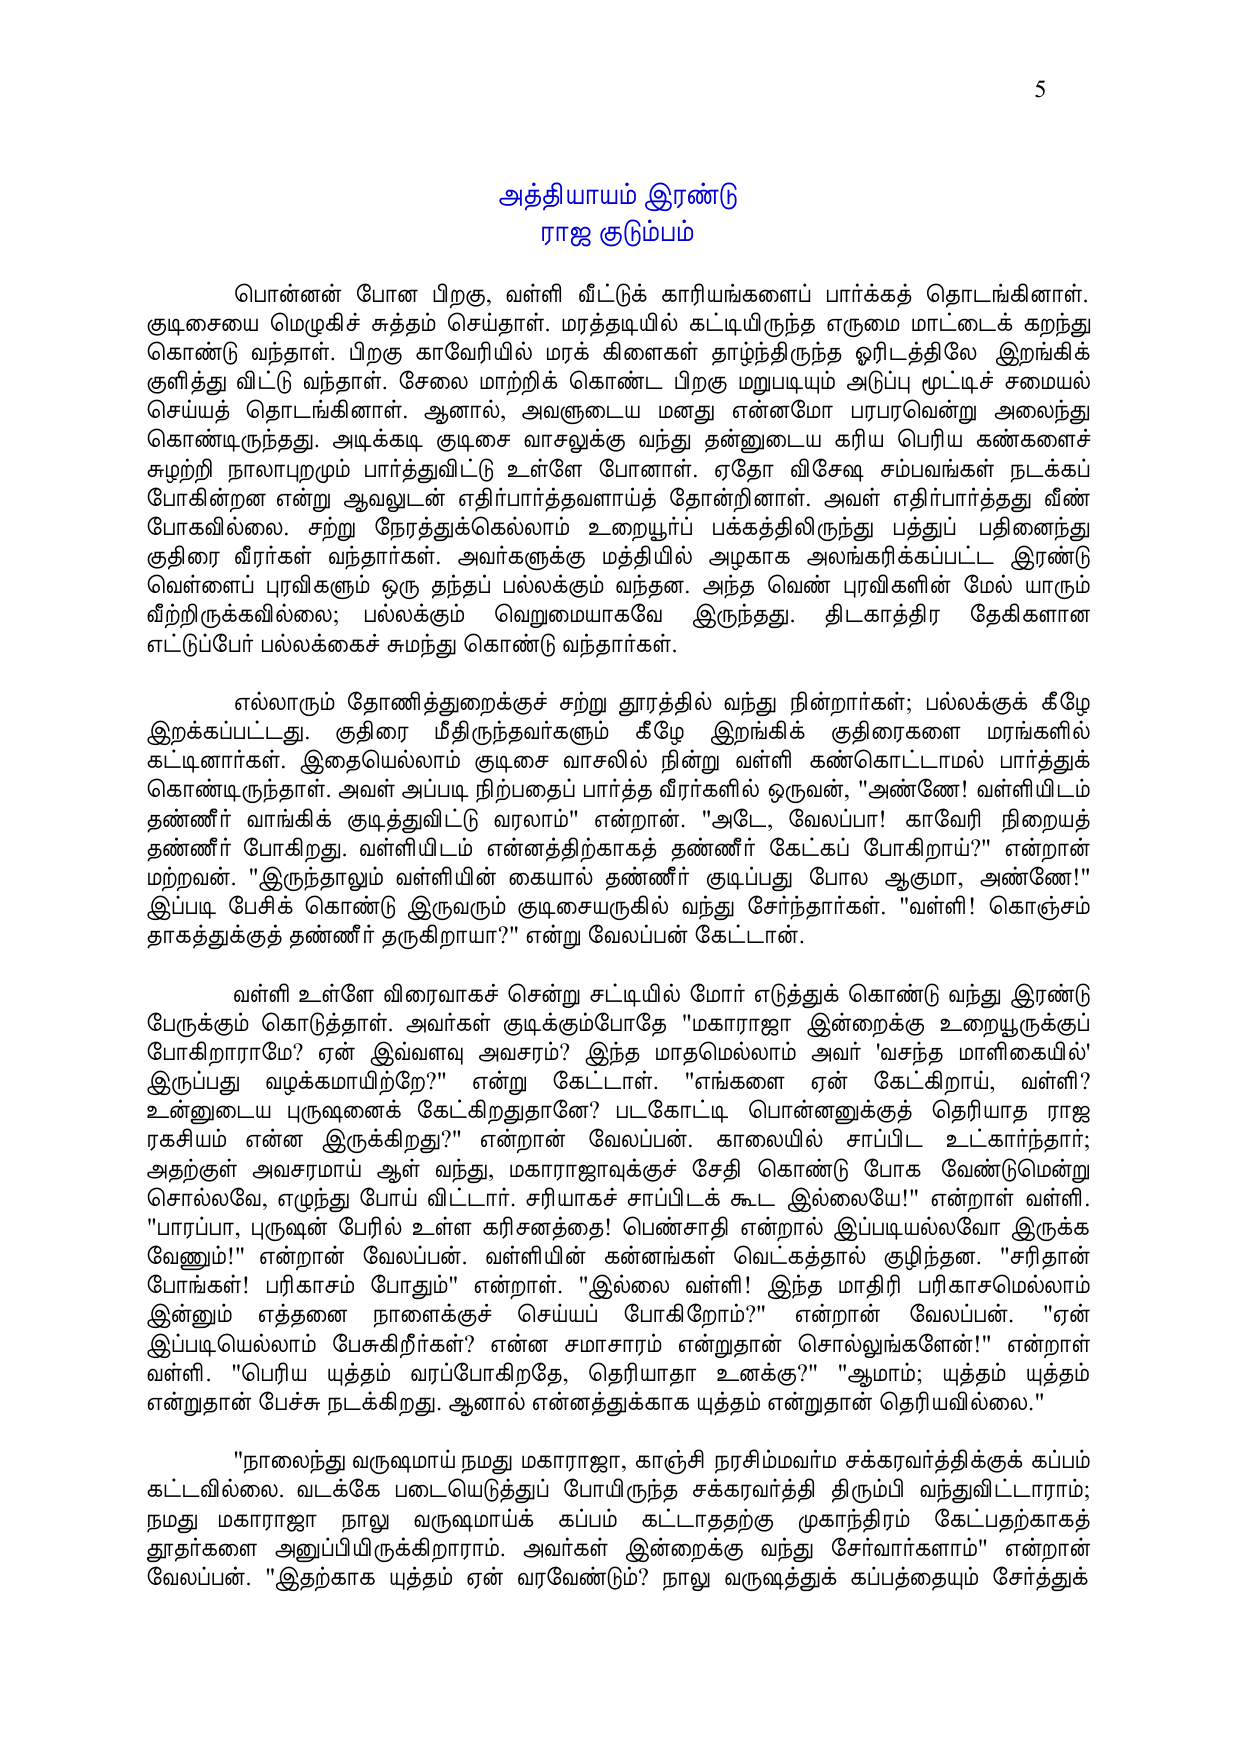 5
அத்தியாயம் இரண்டு
ராஜ குடும்பம்
பொன்னன் போன பிறகு, வள்ளி வீட்டுக் காரியங்களைப் பார்க்கத் தொடங்கினாள்.
குடிசையை மெழுகிச் சுத்தம் செய்தாள். மரத்தடியில் கட்டியிருந்த எருமை மாட்டைக் கறந்து
கொண்டு வந்தாள். பிறகு காவேரியில் மரக் கிளைகள் தாழ்ந்திருந்த ஓரிடத்திலே இறங்கிக்
குளித்து விட்டு வந்தாள். சேலை மாற்றிக் கொண்ட பிறகு மறுபடியும் அடுப்பு மூட்டிச் சமையல்
செய்யத் தொடங்கினாள். ஆனால், அவளுடைய மனது என்னமோ பரபரவென்று அலைந்து
கொண்டிருந்தது. அடிக்கடி குடிசை வாசலுக்கு வந்து தன்னுடைய கரிய பெரிய கண்களைச்
சுழற்றி நாலாபுறமும் பார்த்துவிட்டு உள்ளே போனாள். ஏதோ விசேஷ சம்பவங்கள் நடக்கப்
போகின்றன என்று ஆவலுடன் எதிர்பார்த்தவளாய்த் தோன்றினாள். அவள் எதிர்பார்த்தது வீண்
போகவில்லை. சற்று நேரத்துக்கெல்லாம் உறையூர்ப் பக்கத்திலிருந்து பத்துப் பதினைந்து
குதிரை வீரர்கள் வந்தார்கள். அவர்களுக்கு மத்தியில் அழகாக அலங்கரிக்கப்பட்ட இரண்டு
வெள்ளைப் புரவிகளும் ஒரு தந்தப் பல்லக்கும் வந்தன. அந்த வெண் புரவிகளின் மேல் யாரும்
வீற்றிருக்கவில்லை; பல்லக்கும் வெறுமையாகவே இருந்தது. திடகாத்திர தேகிகளான
எட்டுப்பேர் பல்லக்கைச் சுமந்து கொண்டு வந்தார்கள்.
எல்லாரும் தோணித்துறைக்குச் சற்று தூரத்தில் வந்து நின்றார்கள்; பல்லக்குக் கீழே
இறக்கப்பட்டது. குதிரை மீதிருந்தவர்களும் கீழே இறங்கிக் குதிரைகளை மரங்களில்
கட்டினார்கள். இதையெல்லாம் குடிசை வாசலில் நின்று வள்ளி கண்கொட்டாமல் பார்த்துக்
கொண்டிருந்தாள். அவள் அப்படி நிற்பதைப் பார்த்த வீரர்களில் ஒருவன், "அண்ணே! வள்ளியிடம்
தண்ணீர் வாங்கிக் குடித்துவிட்டு வரலாம்" என்றான். "அடே, வேலப்பா! காவேரி நிறையத்
தண்ணீர் போகிறது. வள்ளியிடம் என்னத்திற்காகத் தண்ணீர் கேட்கப் போகிறாய்?" என்றான்
மற்றவன். "இருந்தாலும் வள்ளியின் கையால் தண்ணீர் குடிப்பது போல ஆகுமா, அண்ணே!"
இப்படி பேசிக் கொண்டு இருவரும் குடிசையருகில் வந்து சேர்ந்தார்கள். "வள்ளி! கொஞ்சம்
தாகத்துக்குத் தண்ணீர் தருகிறாயா?" என்று வேலப்பன் கேட்டான்.
வள்ளி உள்ளே விரைவாகச் சென்று சட்டியில் மோர் எடுத்துக் கொண்டு வந்து இரண்டு
பேருக்கும் கொடுத்தாள். அவர்கள் குடிக்கும்போதே "மகாராஜா இன்றைக்கு உறையூருக்குப்
போகிறாராமே? ஏன் இவ்வளவு அவசரம்? இந்த மாதமெல்லாம் அவர் 'வசந்த மாளிகையில்'
இருப்பது வழக்கமாயிற்றே?" என்று கேட்டாள். "எங்களை ஏன் கேட்கிறாய், வள்ளி?
உன்னுடைய புருஷனைக் கேட்கிறதுதானே? படகோட்டி பொன்னனுக்குத் தெரியாத ராஜ
ரகசியம் என்ன இருக்கிறது?" என்றான் வேலப்பன். காலையில் சாப்பிட உட்கார்ந்தார்;
அதற்குள் அவசரமாய் ஆள் வந்து, மகாராஜாவுக்குச் சேதி கொண்டு போக வேண்டுமென்று
சொல்லவே, எழுந்து போய் விட்டார். சரியாகச் சாப்பிடக் கூட இல்லையே!" என்றாள் வள்ளி.
"பாரப்பா, புருஷன் பேரில் உள்ள கரிசனத்தை! பெண்சாதி என்றால் இப்படியல்லவோ இருக்க
வேணும்!" என்றான் வேலப்பன். வள்ளியின் கன்னங்கள் வெட்கத்தால் குழிந்தன. "சரிதான்
போங்கள்! பரிகாசம் போதும்" என்றாள். "இல்லை வள்ளி! இந்த மாதிரி பரிகாசமெல்லாம்
இன்னும் எத்தனை நாளைக்குச் செய்யப் போகிறோம்?" என்றான் வேலப்பன். "ஏன்
இப்படியெல்லாம் பேசுகிறீர்கள்? என்ன சமாசாரம் என்றுதான் சொல்லுங்களேன்!" என்றாள்
வள்ளி. "பெரிய யுத்தம் வரப்போகிறதே, தெரியாதா உனக்கு?" "ஆமாம்; யுத்தம் யுத்தம்
என்றுதான் பேச்சு நடக்கிறது. ஆனால் என்னத்துக்காக யுத்தம் என்றுதான் தெரியவில்லை."
"நாலைந்து வருஷமாய் நமது மகாராஜா, காஞ்சி நரசிம்மவர்ம சக்கரவர்த்திக்குக் கப்பம்
கட்டவில்லை. வடக்கே படையெடுத்துப் போயிருந்த சக்கரவர்த்தி திரும்பி வந்துவிட்டாராம்;
நமது மகாராஜா நாலு வருஷமாய்க் கப்பம் கட்டாததற்கு முகாந்திரம் கேட்பதற்காகத்
தூதர்களை அனுப்பியிருக்கிறாராம். அவர்கள் இன்றைக்கு வந்து சேர்வார்களாம்" என்றான்
வேலப்பன். "இதற்காக யுத்தம் ஏன் வரவேண்டும்? நாலு வருஷத்துக் கப்பத்தையும் சேர்த்துக்